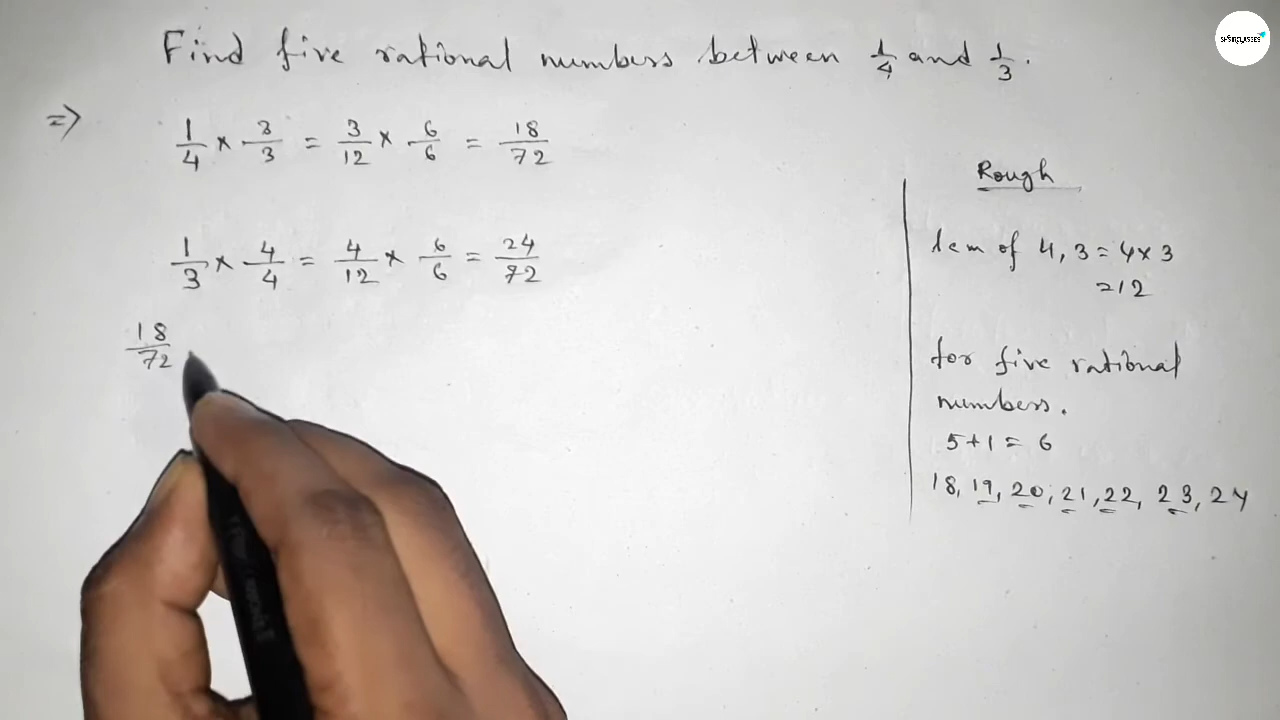 Find five rational numbers between 1/4 and 1/3.
=> 1/4 × 3/3 = 3/12 × 6/6 = 18/72
1/3 × 4/4 = 4/12 × 6/6 = 24/72
18/72
Rough
lcm of 4, 3 = 4 × 3
= 12
for five rational
numbers.
5 + 1 = 6
18, 19, 20, 21, 22, 23, 24